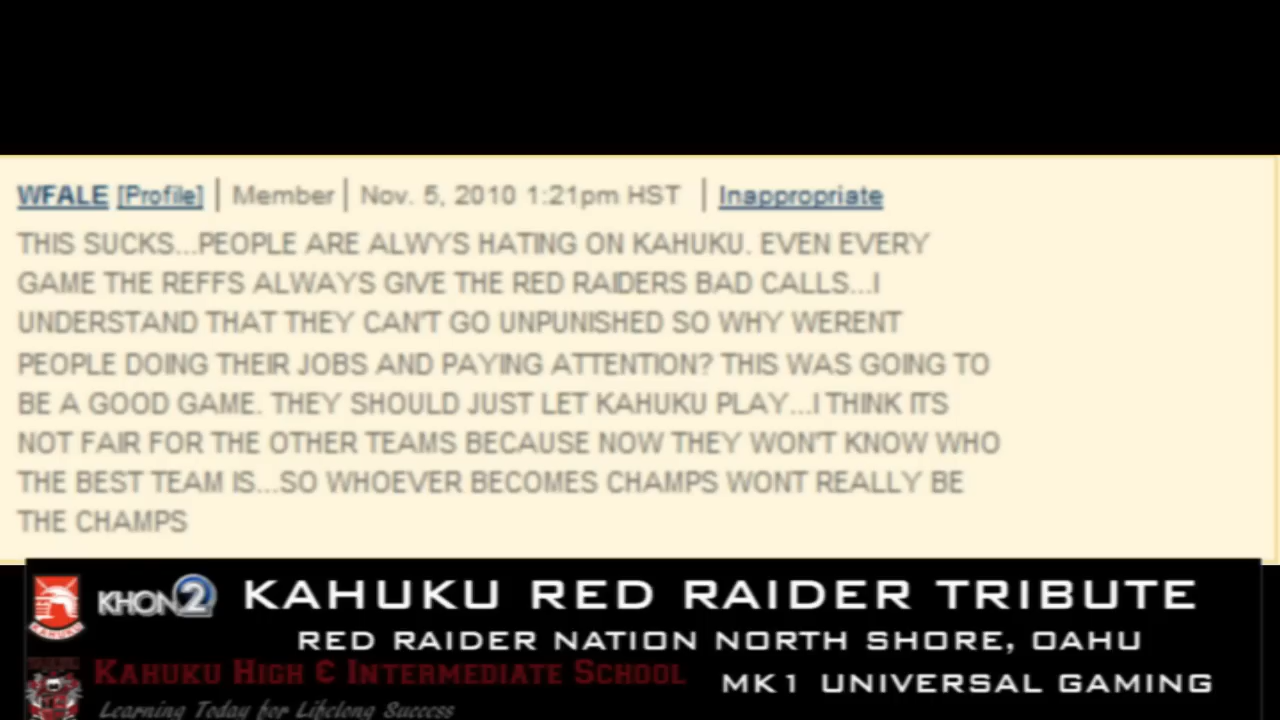 WFALE [Profile] | Member | Nov. 5, 2010 1:21pm HST | Inappropriate
THIS SUCKS...PEOPLE ARE ALWYS HATING ON KAHUKU. EVEN EVERY
GAME THE REFFS ALWAYS GIVE THE RED RAIDERS BAD CALLS...I
UNDERSTAND THAT THEY CAN'T GO UNPUNISHED SO WHY WERENT
PEOPLE DOING THEIR JOBS AND PAYING ATTENTION? THIS WAS GOING TO
BE A GOOD GAME. THEY SHOULD JUST LET KAHUKU PLAY...I THINK ITS
NOT FAIR FOR THE OTHER TEAMS BECAUSE NOW THEY WON'T KNOW WHO
THE BEST TEAM IS...SO WHOEVER BECOMES CHAMPS WONT REALLY BE
THE CHAMPS
KAHUKU
KHON2
KAHUKU RED RAIDER TRIBUTE
RED RAIDER NATION NORTH SHORE, OAHU
KAHUKU HIGH & INTERMEDIATE SCHOOL
MK1 UNIVERSAL GAMING
Learning Today for Lifelong Success